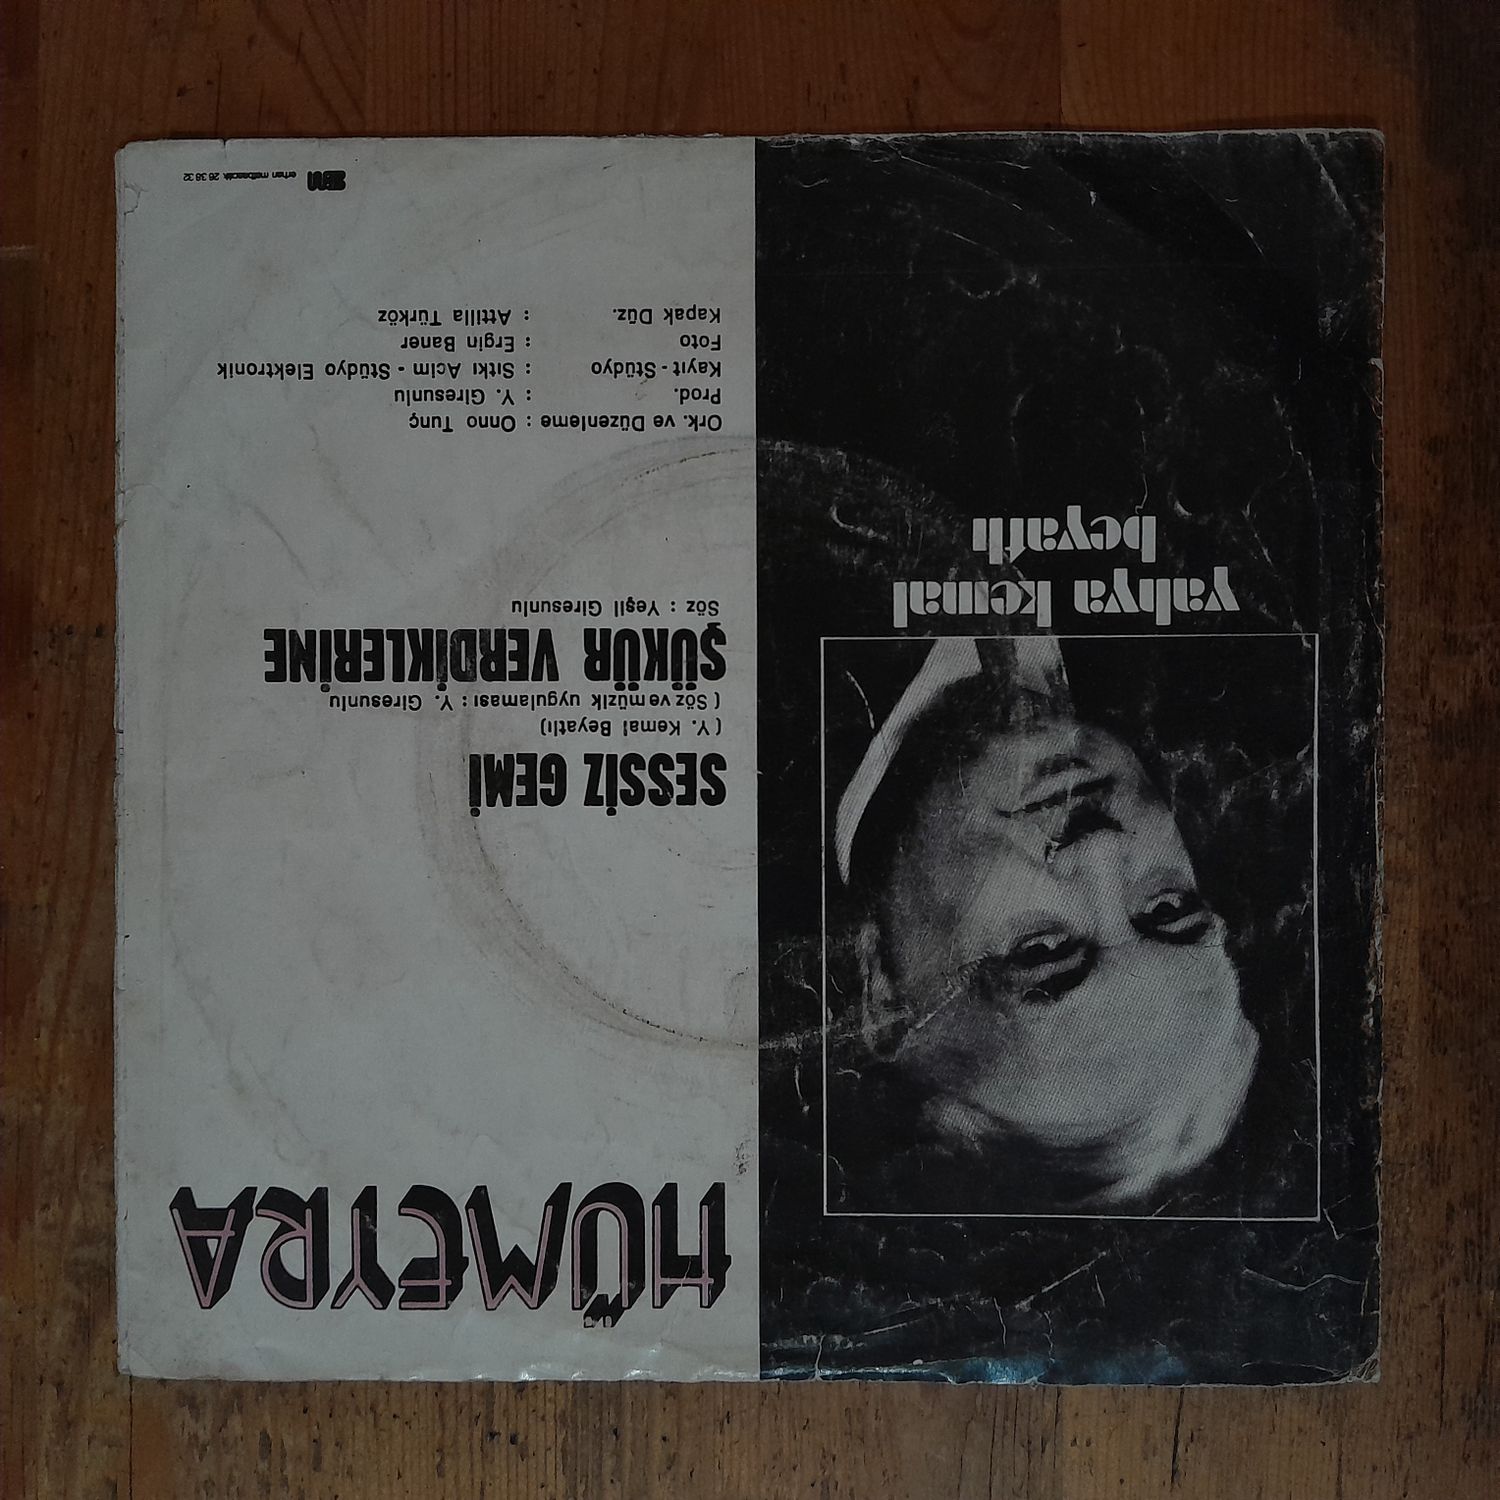 yahya kemal
beyatlı
HÜMEYRA
SESSİZ GEMİ
( Y. Kemal Beyatlı)
( Söz ve müzik uygulaması : Y. Giresunlu
ŞÜKÜR VERDİKLERİNE
Söz : Yeşil Giresunlu
Ork. ve Düzenleme : Onno Tunç
Prod. : Y. Giresunlu
Kayıt - Stüdyo : Sıtkı Acim - Stüdyo Elektronik
Foto : Ergin Baner
Kapak Düz. : Attilla Türköz
erhan matbaacılık 26 38 32